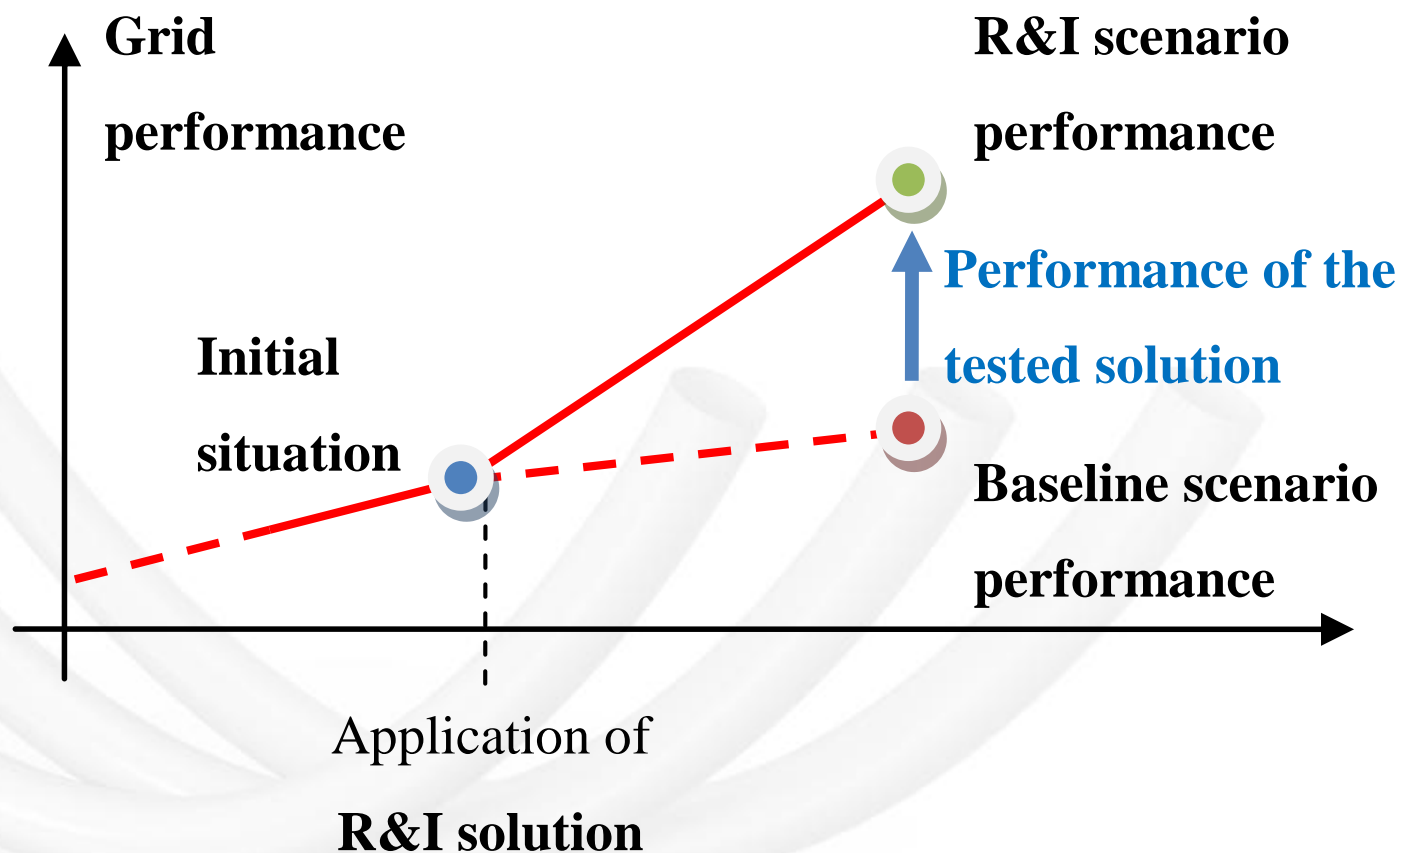 Grid
performance
R&I scenario
performance
Performance of the
tested solution
Initial
situation
Baseline scenario
performance
Application of
R&I solution